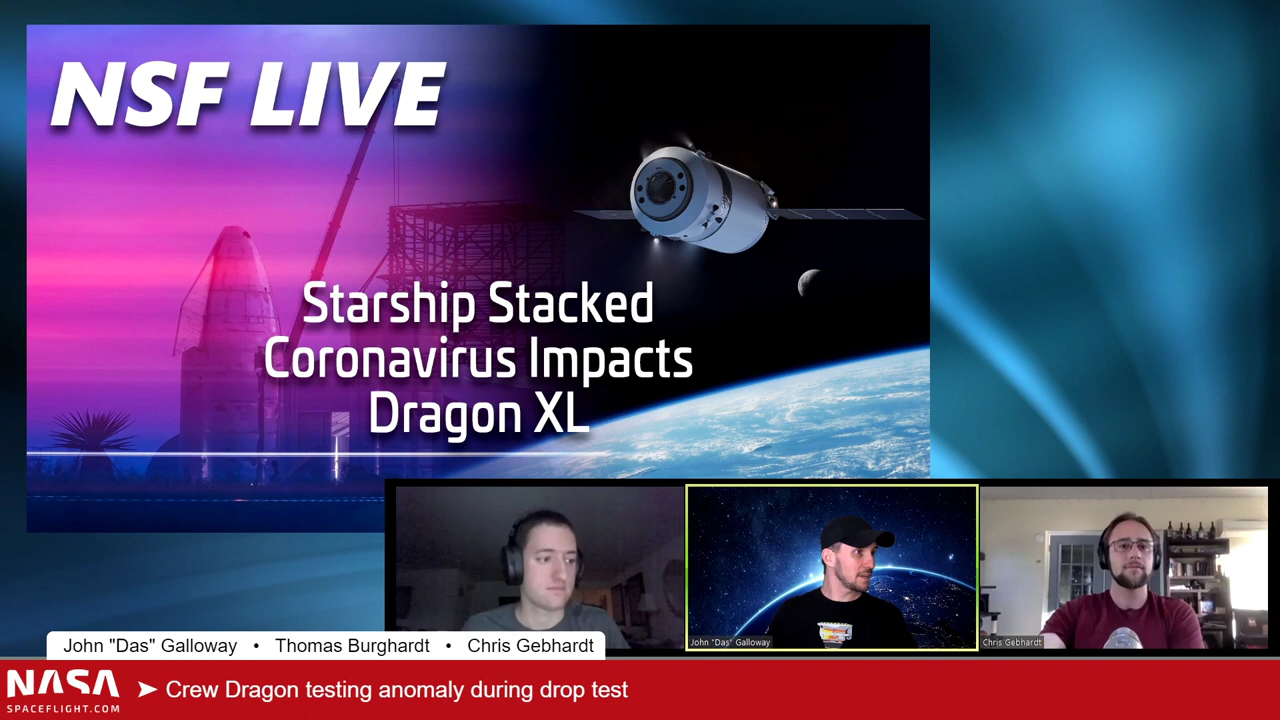 NSF LIVE
Starship Stacked
Coronavirus Impacts
Dragon XL
John "Das" Galloway
Chris Gebhardt
John "Das" Galloway • Thomas Burghardt • Chris Gebhardt
NASA
SPACEFLIGHT.COM
➤ Crew Dragon testing anomaly during drop test